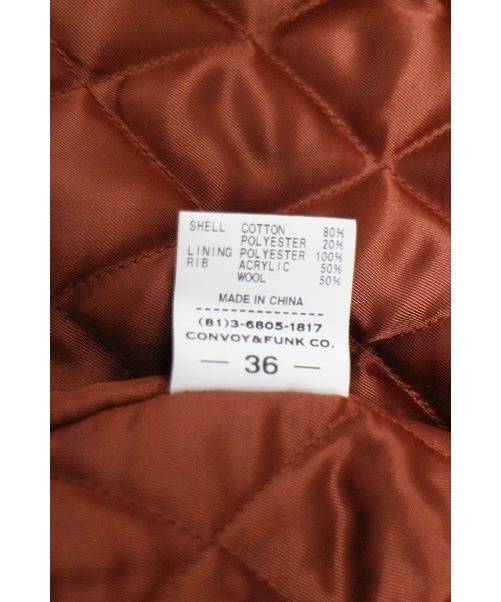 SHELL COTTON 80%
POLYESTER 20%
LINING POLYESTER 100%
RIB ACRYLIC 50%
WOOL 50%
MADE IN CHINA
(81)3-6805-1817
CONVOY&FUNK CO.
— 36 —